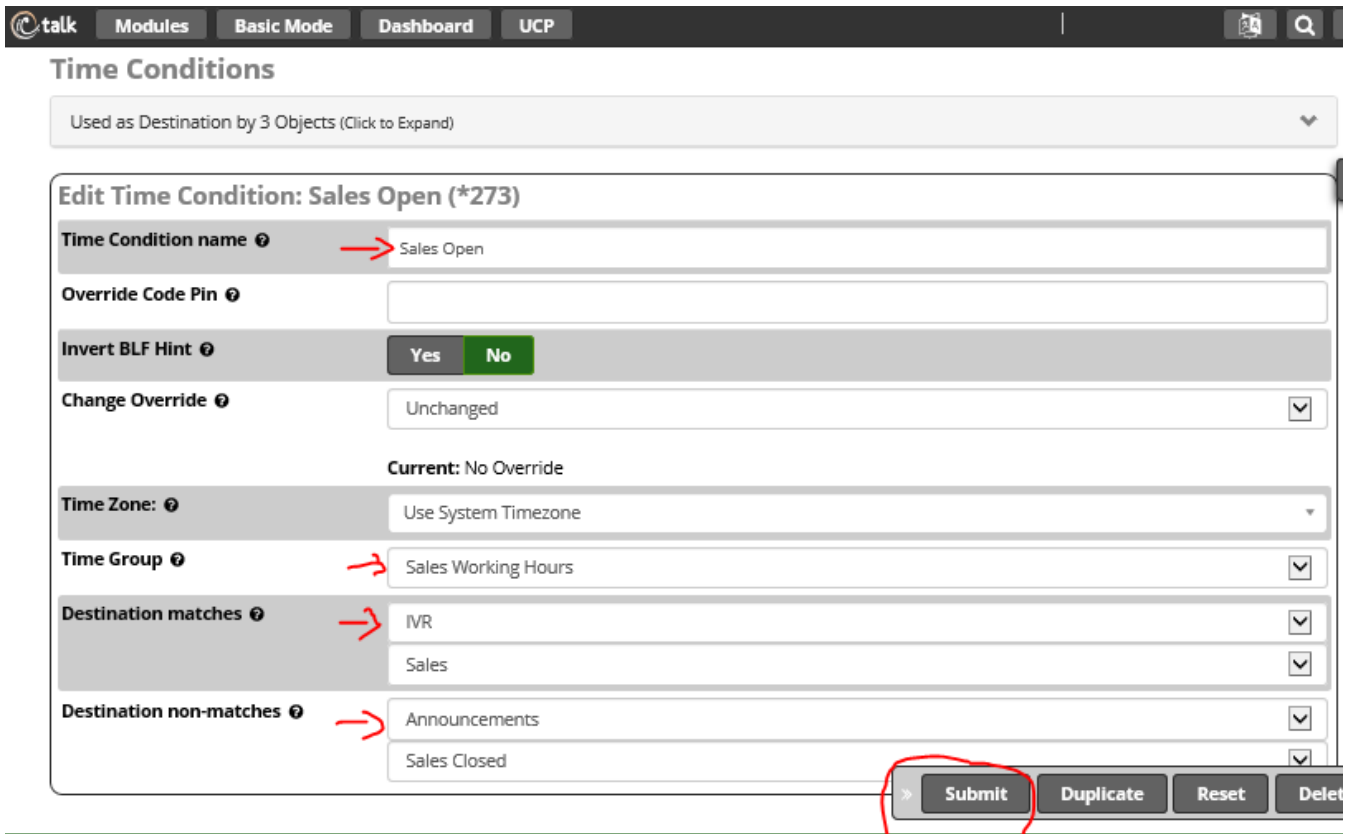 talk Modules Basic Mode Dashboard UCP
Time Conditions
Used as Destination by 3 Objects (Click to Expand)
Edit Time Condition: Sales Open (*273)
Time Condition name Sales Open
Override Code Pin
Invert BLF Hint Yes No
Change Override Unchanged
Current: No Override
Time Zone: Use System Timezone
Time Group Sales Working Hours
Destination matches IVR
Sales
Destination non-matches Announcements
Sales Closed
Submit Duplicate Reset Delet